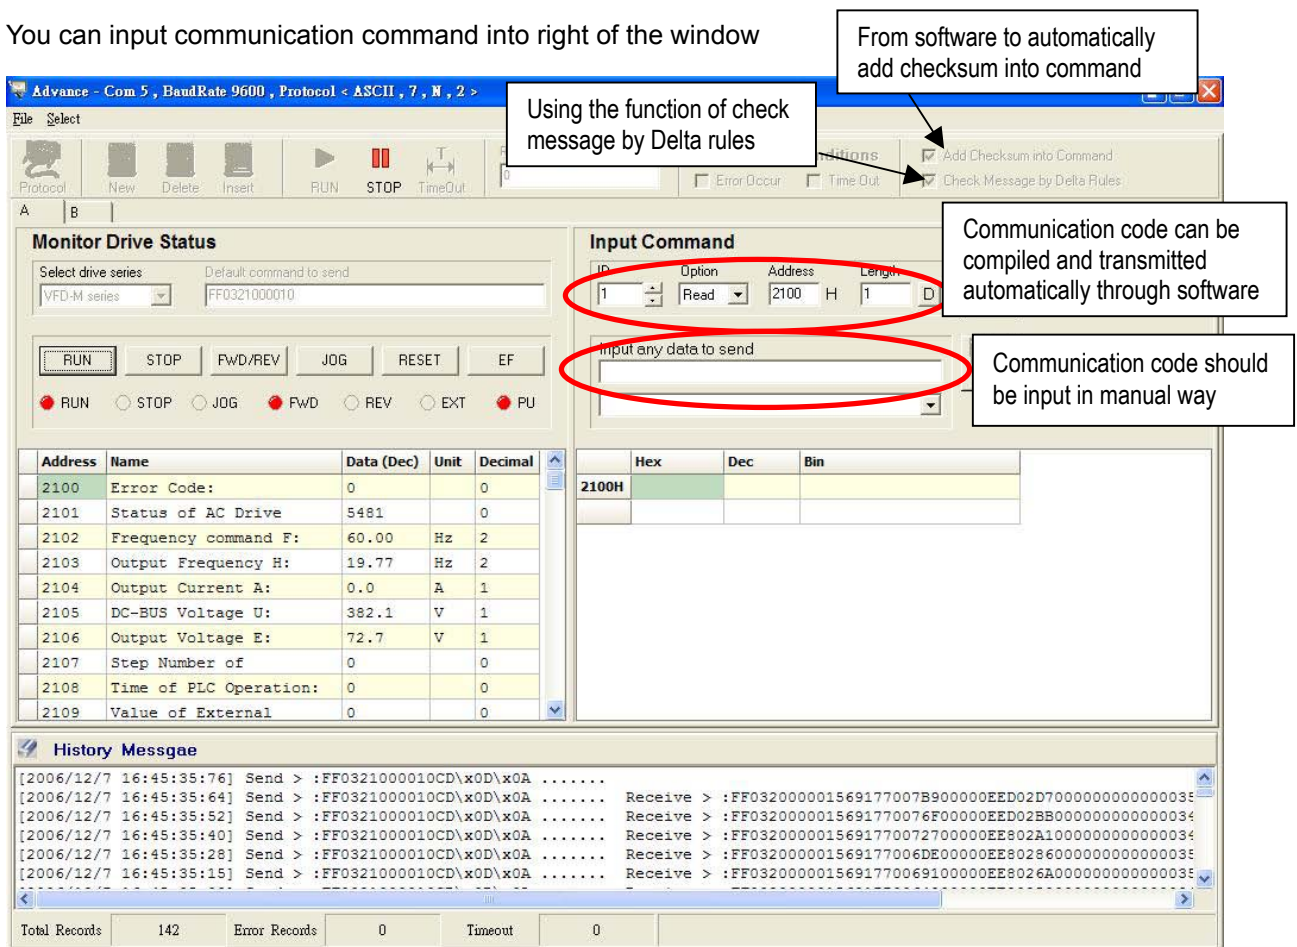 You can input communication command into right of the window
From software to automatically
add checksum into command
Using the function of check
message by Delta rules
Advance - Com 5 , BaudRate 9600 , Protocol < ASCII , 7 , N , 2 >
File Select
Protocol New Delete Insert RUN STOP TimeOut
0
Error Occur Time Out
Add Checksum into Command
Check Message by Delta Rules
A B
Monitor Drive Status
Select drive series Default command to send
VFD-M series FF0321000010
RUN STOP FWD/REV JOG RESET EF
RUN STOP JOG FWD REV EXT PU
Input Command
ID Option Address Length
1 Read 2100 H 1 D
Communication code can be
compiled and transmitted
automatically through software
Input any data to send
Communication code should
be input in manual way
Address Name Data (Dec) Unit Decimal
2100 Error Code: 0 0
2101 Status of AC Drive 5481 0
2102 Frequency command F: 60.00 Hz 2
2103 Output Frequency H: 19.77 Hz 2
2104 Output Current A: 0.0 A 1
2105 DC-BUS Voltage U: 382.1 V 1
2106 Output Voltage E: 72.7 V 1
2107 Step Number of 0 0
2108 Time of PLC Operation: 0 0
2109 Value of External 0 0
Hex Dec Bin
2100H
History Messgae
[2006/12/7 16:45:35:76] Send > :FF0321000010CD\x0D\x0A .......
[2006/12/7 16:45:35:64] Send > :FF0321000010CD\x0D\x0A ....... Receive > :FF032000001569177007B900000EED02D7000000000000035
[2006/12/7 16:45:35:52] Send > :FF0321000010CD\x0D\x0A ....... Receive > :FF0320000015691770076F00000EED02BB000000000000034
[2006/12/7 16:45:35:40] Send > :FF0321000010CD\x0D\x0A ....... Receive > :FF0320000015691770072700000EE802A1000000000000034
[2006/12/7 16:45:35:28] Send > :FF0321000010CD\x0D\x0A ....... Receive > :FF032000001569177006DE00000EE80286000000000000035
[2006/12/7 16:45:35:15] Send > :FF0321000010CD\x0D\x0A ....... Receive > :FF0320000015691770069100000EE8026A000000000000035
Total Records 142 Error Records 0 Timeout 0